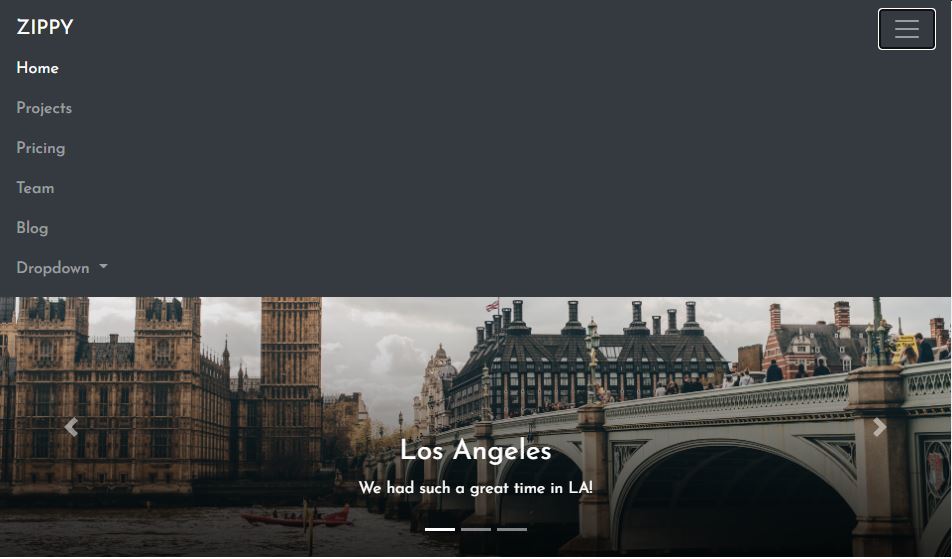 ZIPPY
Home
Projects
Pricing
Team
Blog
Dropdown
Los Angeles
We had such a great time in LA!